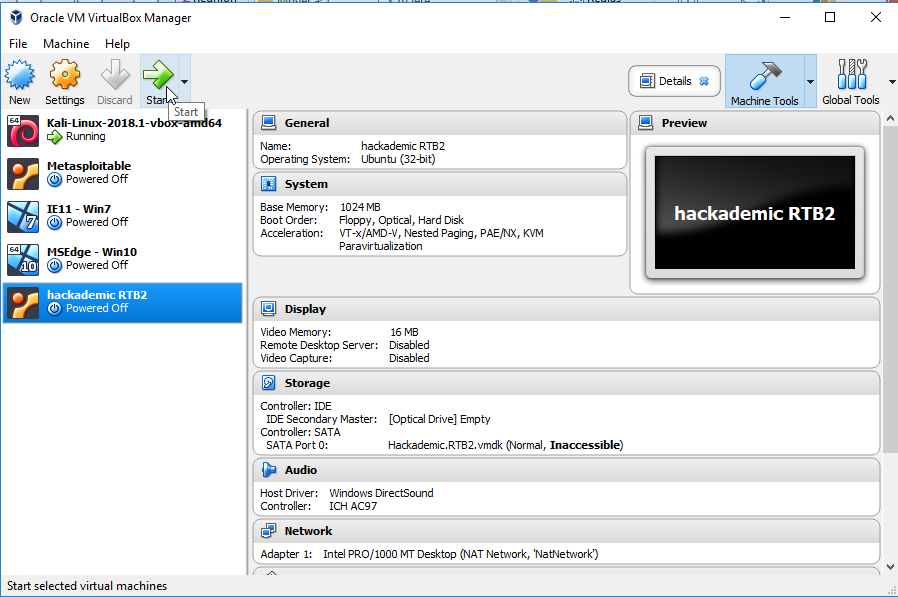 Oracle VM VirtualBox Manager
File Machine Help
New
Settings
Discard
Start
Start
Details
Machine Tools
Global Tools
64
Kali-Linux-2018.1-vbox-amd64
Running
Metasploitable
Powered Off
7
IE11 - Win7
Powered Off
64
10
MSEdge - Win10
Powered Off
hackademic RTB2
Powered Off
General
Name: hackademic RTB2
Operating System: Ubuntu (32-bit)
System
Base Memory: 1024 MB
Boot Order: Floppy, Optical, Hard Disk
Acceleration: VT-x/AMD-V, Nested Paging, PAE/NX, KVM
Paravirtualization
Preview
hackademic RTB2
Display
Video Memory: 16 MB
Remote Desktop Server: Disabled
Video Capture: Disabled
Storage
Controller: IDE
IDE Secondary Master: [Optical Drive] Empty
Controller: SATA
SATA Port 0: Hackademic.RTB2.vmdk (Normal, Inaccessible)
Audio
Host Driver: Windows DirectSound
Controller: ICH AC97
Network
Adapter 1: Intel PRO/1000 MT Desktop (NAT Network, 'NatNetwork')
Start selected virtual machines